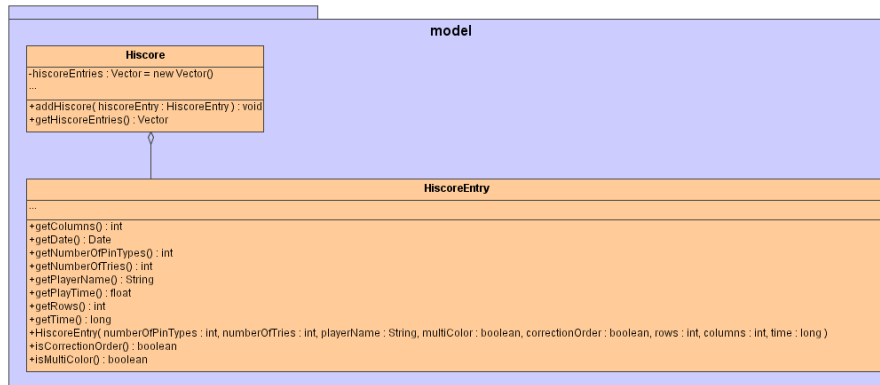 model
Hiscore
-hiscoreEntries : Vector = new Vector()
...
+addHiscore( hiscoreEntry : HiscoreEntry ) : void
+getHiscoreEntries() : Vector
HiscoreEntry
...
+getColumns() : int
+getDate() : Date
+getNumberOfPinTypes() : int
+getNumberOfTries() : int
+getPlayerName() : String
+getPlayTime() : float
+getRows() : int
+getTime() : long
+HiscoreEntry( numberOfPinTypes : int, numberOfTries : int, playerName : String, multiColor : boolean, correctionOrder : boolean, rows : int, columns : int, time : long )
+isCorrectionOrder() : boolean
+isMultiColor() : boolean